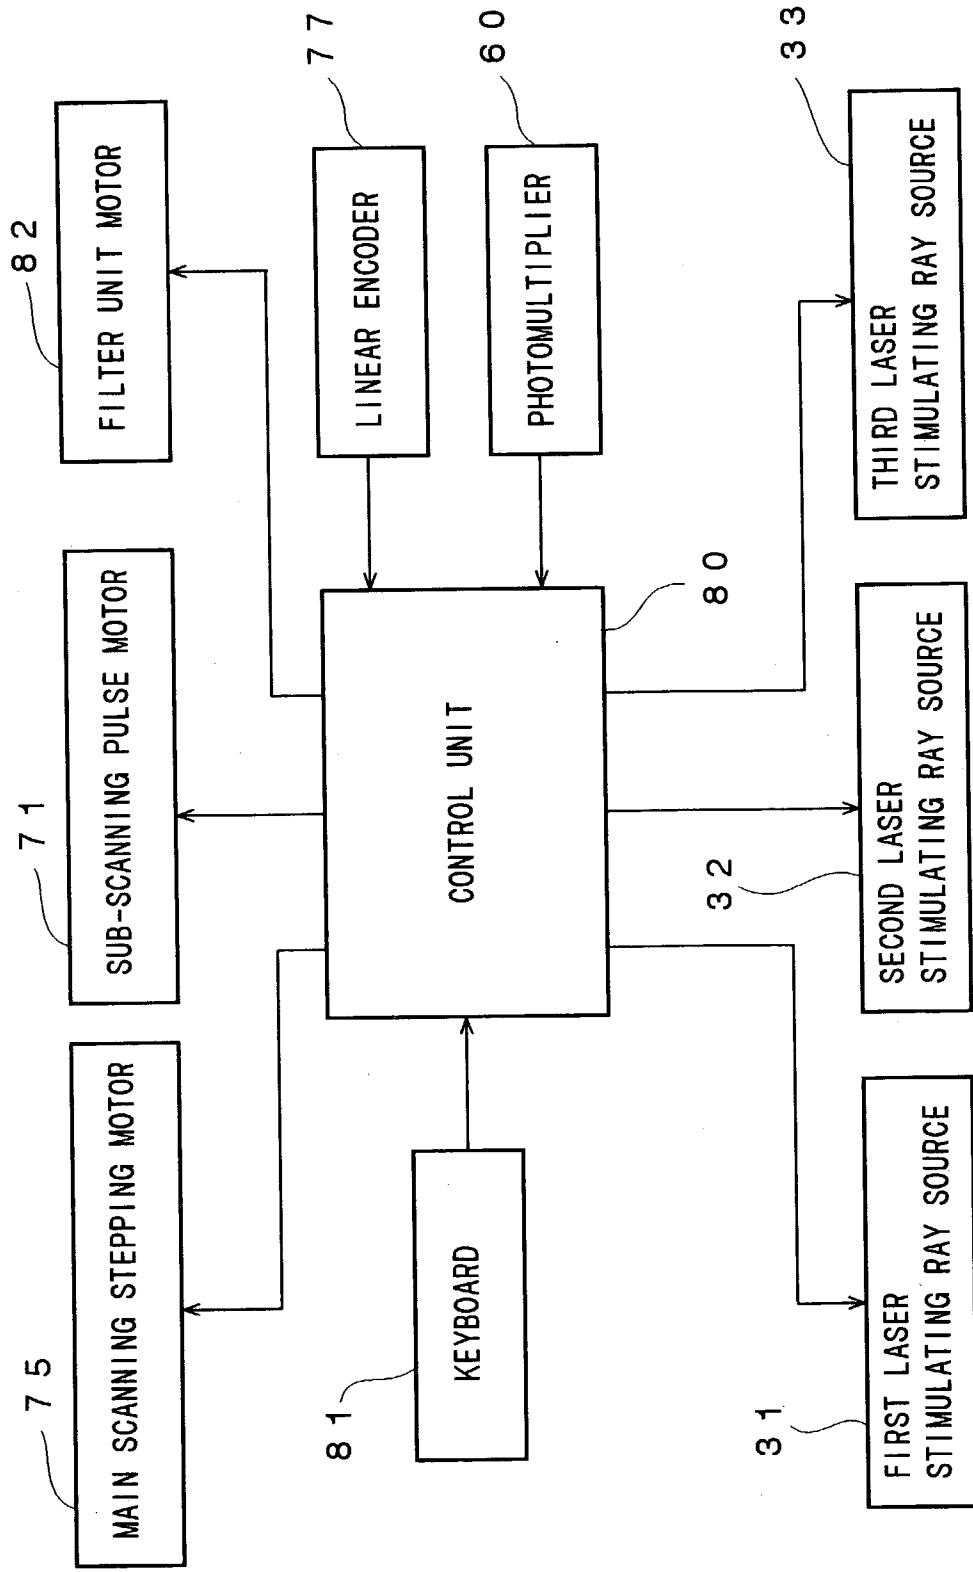 75
71
82
MAIN SCANNING STEPPING MOTOR
SUB-SCANNING PULSE MOTOR
FILTER UNIT MOTOR
77
LINEAR ENCODER
81
KEYBOARD
CONTROL UNIT
60
PHOTOMULTIPLIER
80
31
32
33
FIRST LASER
STIMULATING RAY SOURCE
SECOND LASER
STIMULATING RAY SOURCE
THIRD LASER
STIMULATING RAY SOURCE